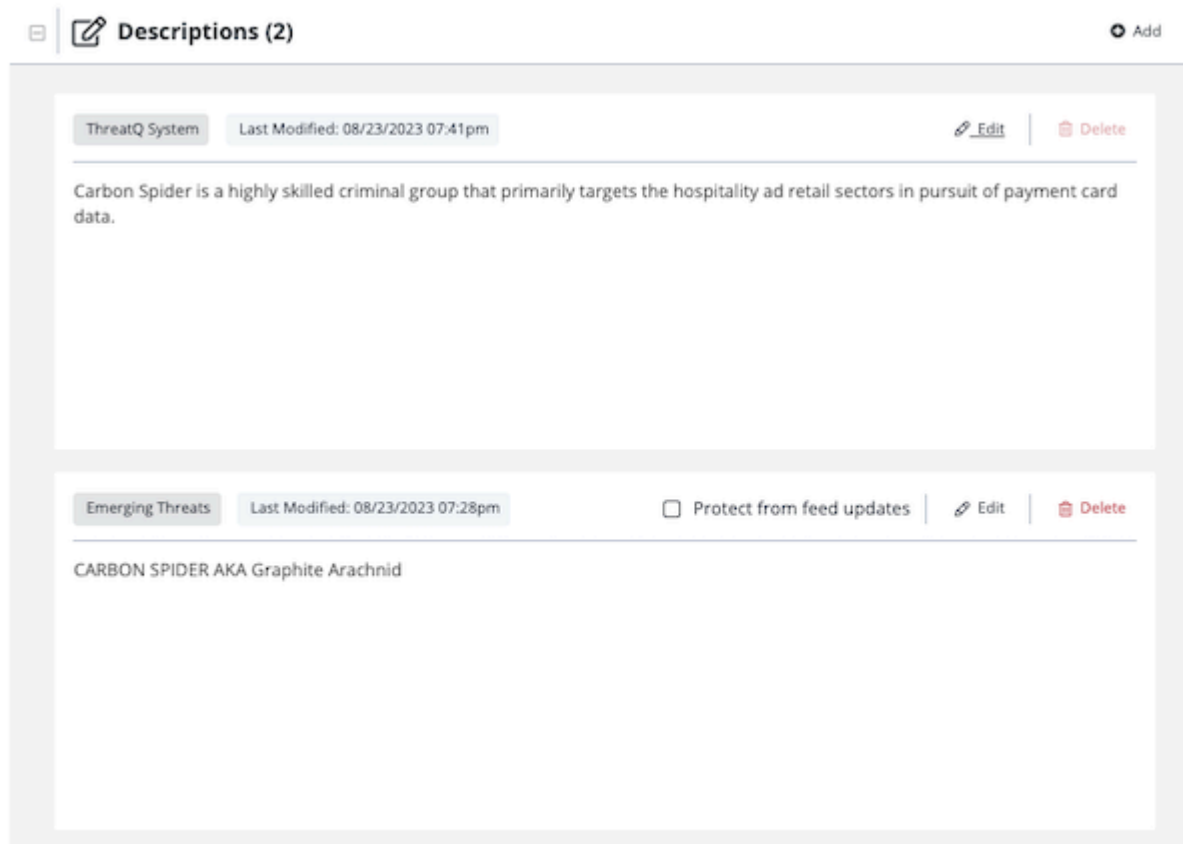 Descriptions (2)
Add
ThreatQ System
Last Modified: 08/23/2023 07:41pm
Edit
Delete
Carbon Spider is a highly skilled criminal group that primarily targets the hospitality ad retail sectors in pursuit of payment card
data.
Emerging Threats
Last Modified: 08/23/2023 07:28pm
Protect from feed updates
Edit
Delete
CARBON SPIDER AKA Graphite Arachnid